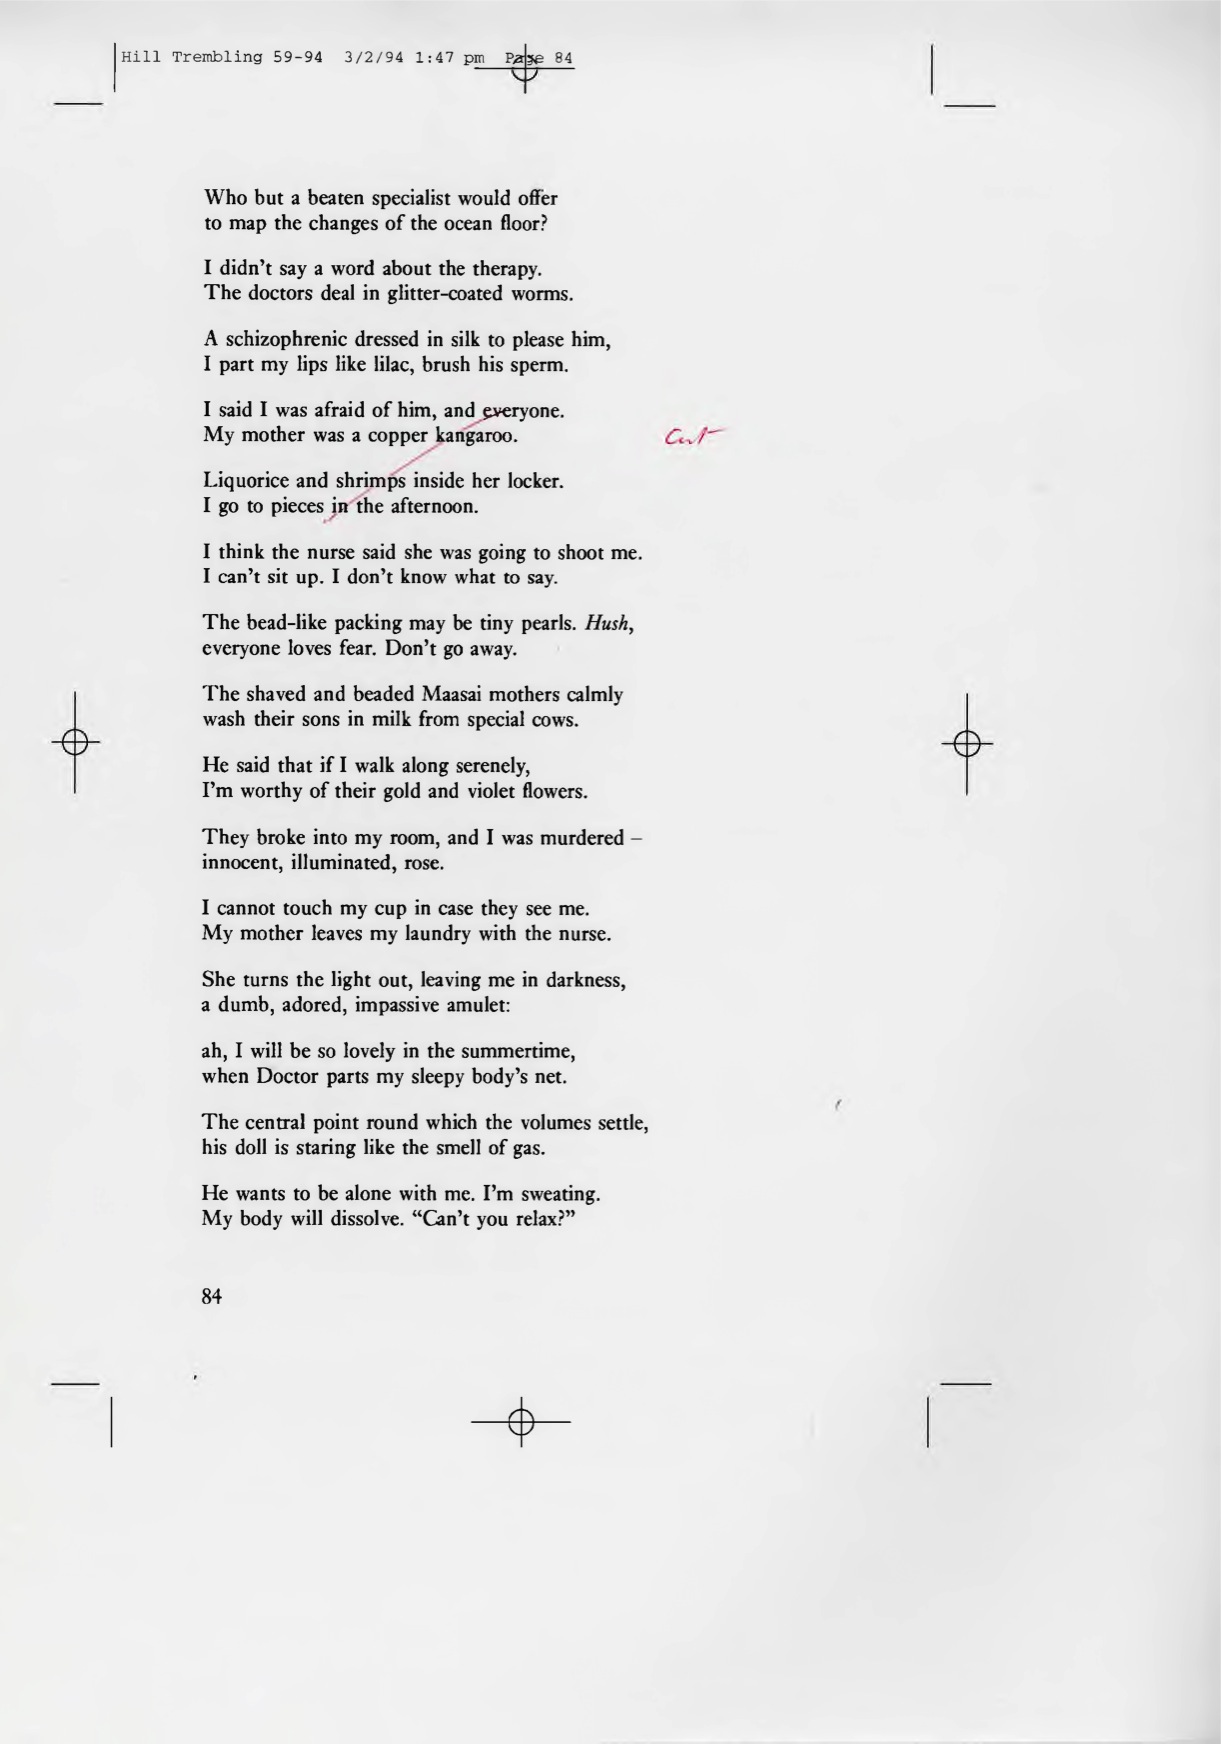 Hill Trembling 59-94 3/2/94 1:47 pm Page 84
Who but a beaten specialist would offer
to map the changes of the ocean floor?
I didn't say a word about the therapy.
The doctors deal in glitter-coated worms.
A schizophrenic dressed in silk to please him,
I part my lips like lilac, brush his sperm.
I said I was afraid of him, and everyone.
My mother was a copper kangaroo.
Cut
Liquorice and shrimps inside her locker.
I go to pieces in the afternoon.
I think the nurse said she was going to shoot me.
I can't sit up. I don't know what to say.
The bead-like packing may be tiny pearls. Hush,
everyone loves fear. Don't go away.
The shaved and beaded Maasai mothers calmly
wash their sons in milk from special cows.
He said that if I walk along serenely,
I'm worthy of their gold and violet flowers.
They broke into my room, and I was murdered –
innocent, illuminated, rose.
I cannot touch my cup in case they see me.
My mother leaves my laundry with the nurse.
She turns the light out, leaving me in darkness,
a dumb, adored, impassive amulet:
ah, I will be so lovely in the summertime,
when Doctor parts my sleepy body's net.
The central point round which the volumes settle,
his doll is staring like the smell of gas.
He wants to be alone with me. I'm sweating.
My body will dissolve. “Can't you relax?”
84